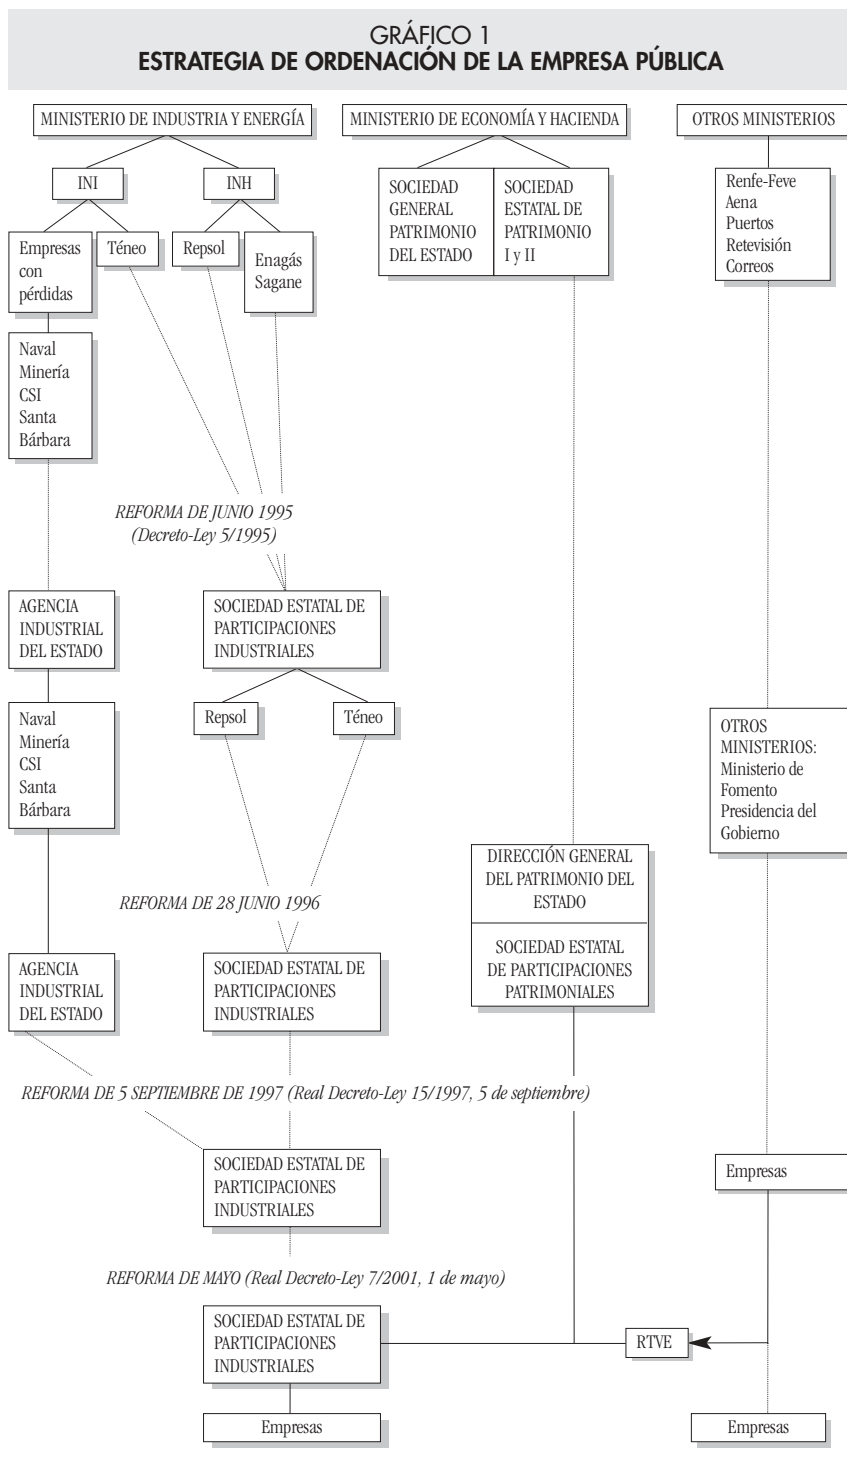 GRÁFICO 1
ESTRATEGIA DE ORDENACIÓN DE LA EMPRESA PÚBLICA
MINISTERIO DE INDUSTRIA Y ENERGÍA
MINISTERIO DE ECONOMÍA Y HACIENDA
OTROS MINISTERIOS
INI
INH
SOCIEDAD
GENERAL
PATRIMONIO
DEL ESTADO
SOCIEDAD
ESTATAL DE
PATRIMONIO
I y II
Renfe-Feve
Aena
Puertos
Retevisión
Correos
Empresas
con
pérdidas
Téneo
Repsol
Enagás
Sagane
Naval
Minería
CSI
Santa
Bárbara
REFORMA DE JUNIO 1995
(Decreto-Ley 5/1995)
AGENCIA
INDUSTRIAL
DEL ESTADO
SOCIEDAD ESTATAL DE
PARTICIPACIONES
INDUSTRIALES
Naval
Minería
CSI
Santa
Bárbara
Repsol
Téneo
OTROS
MINISTERIOS:
Ministerio de
Fomento
Presidencia del
Gobierno
DIRECCIÓN GENERAL
DEL PATRIMONIO DEL
ESTADO
SOCIEDAD ESTATAL
DE PARTICIPACIONES
PATRIMONIALES
REFORMA DE 28 JUNIO 1996
AGENCIA
INDUSTRIAL
DEL ESTADO
SOCIEDAD ESTATAL DE
PARTICIPACIONES
INDUSTRIALES
REFORMA DE 5 SEPTIEMBRE DE 1997 (Real Decreto-Ley 15/1997, 5 de septiembre)
SOCIEDAD ESTATAL DE
PARTICIPACIONES
INDUSTRIALES
Empresas
REFORMA DE MAYO (Real Decreto-Ley 7/2001, 1 de mayo)
SOCIEDAD ESTATAL DE
PARTICIPACIONES
INDUSTRIALES
RTVE
Empresas
Empresas